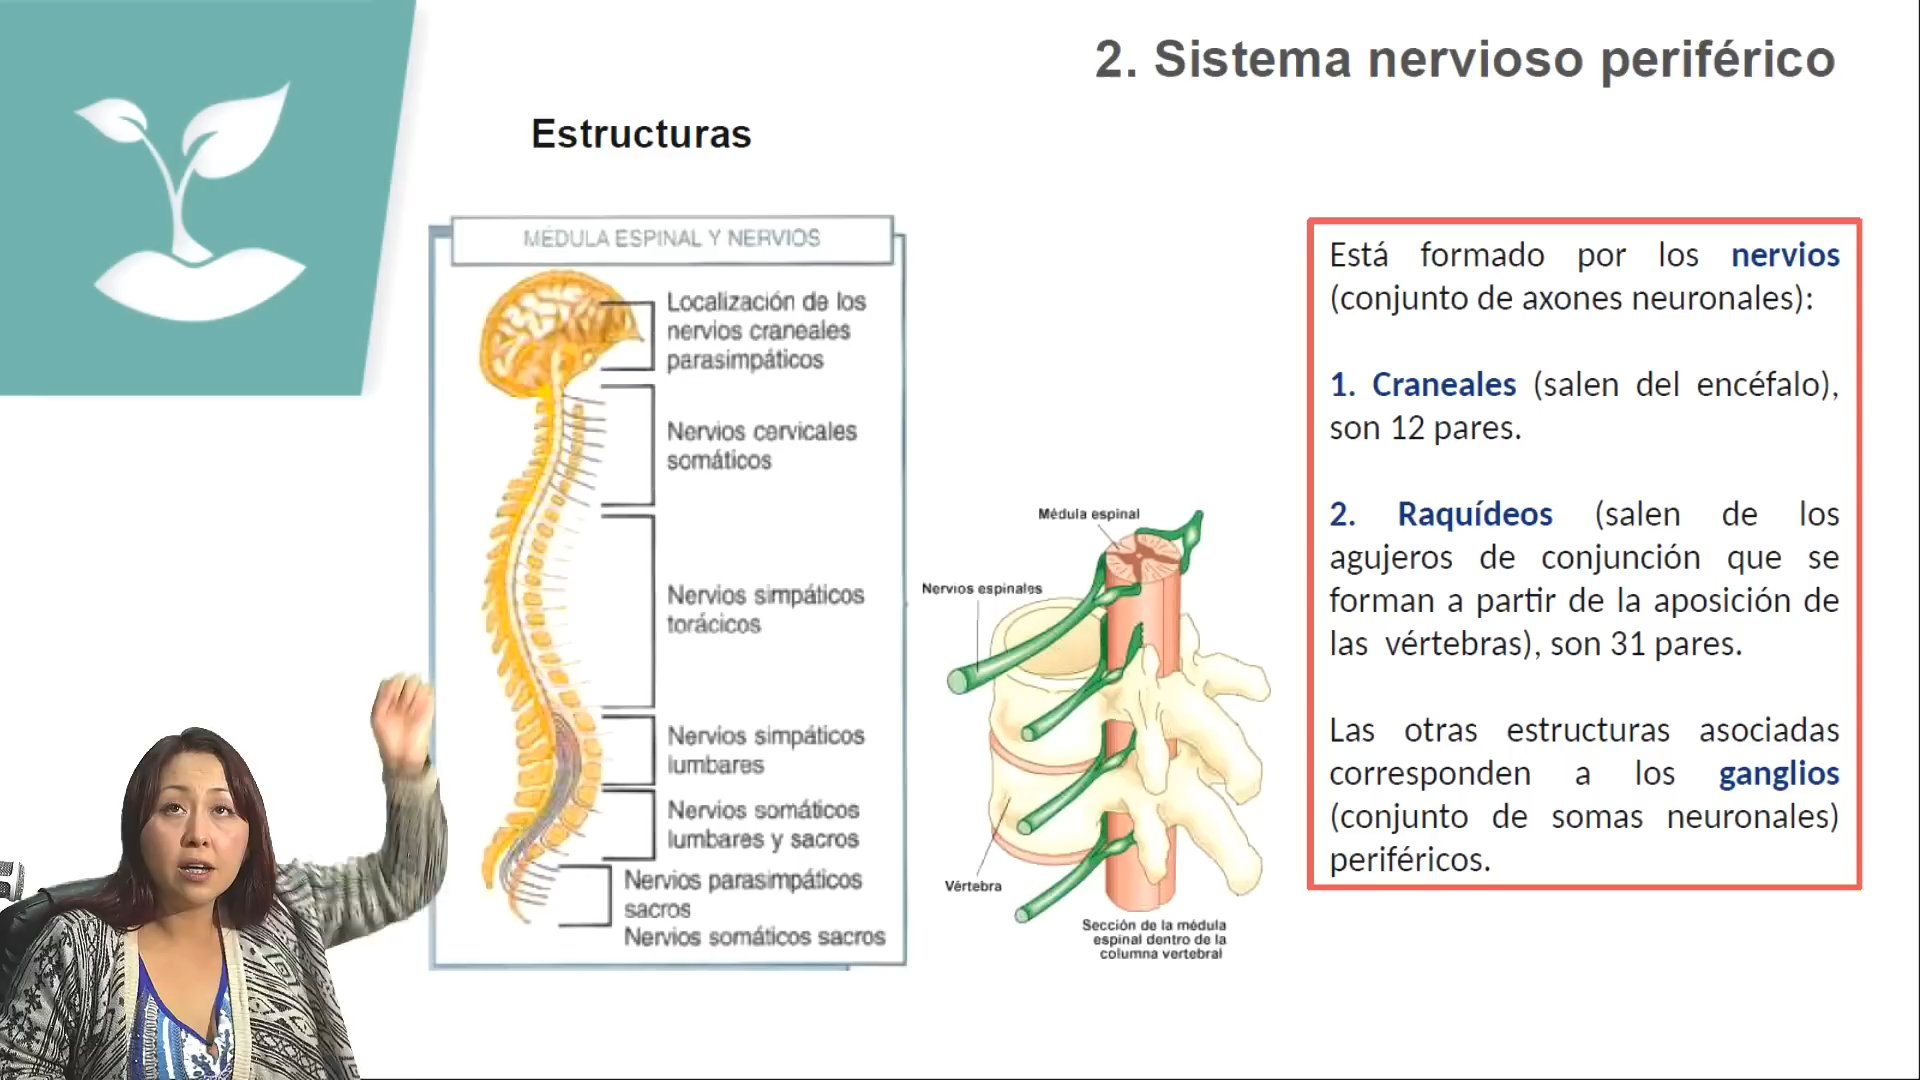 2. Sistema nervioso periférico
Estructuras
MÉDULA ESPINAL Y NERVIOS
Localización de los
nervios craneales
parasimpáticos
Nervios cervicales
somáticos
Nervios simpáticos
torácicos
Nervios simpáticos
lumbares
Nervios somáticos
lumbares y sacros
Nervios parasimpáticos
sacros
Nervios somáticos sacros
Médula espinal
Nervios espinales
Vértebra
Sección de la médula
espinal dentro de la
columna vertebral
Está formado por los nervios
(conjunto de axones neuronales):
1. Craneales (salen del encéfalo),
son 12 pares.
2. Raquídeos (salen de los
agujeros de conjunción que se
forman a partir de la aposición de
las vértebras), son 31 pares.
Las otras estructuras asociadas
corresponden a los ganglios
(conjunto de somas neuronales)
periféricos.